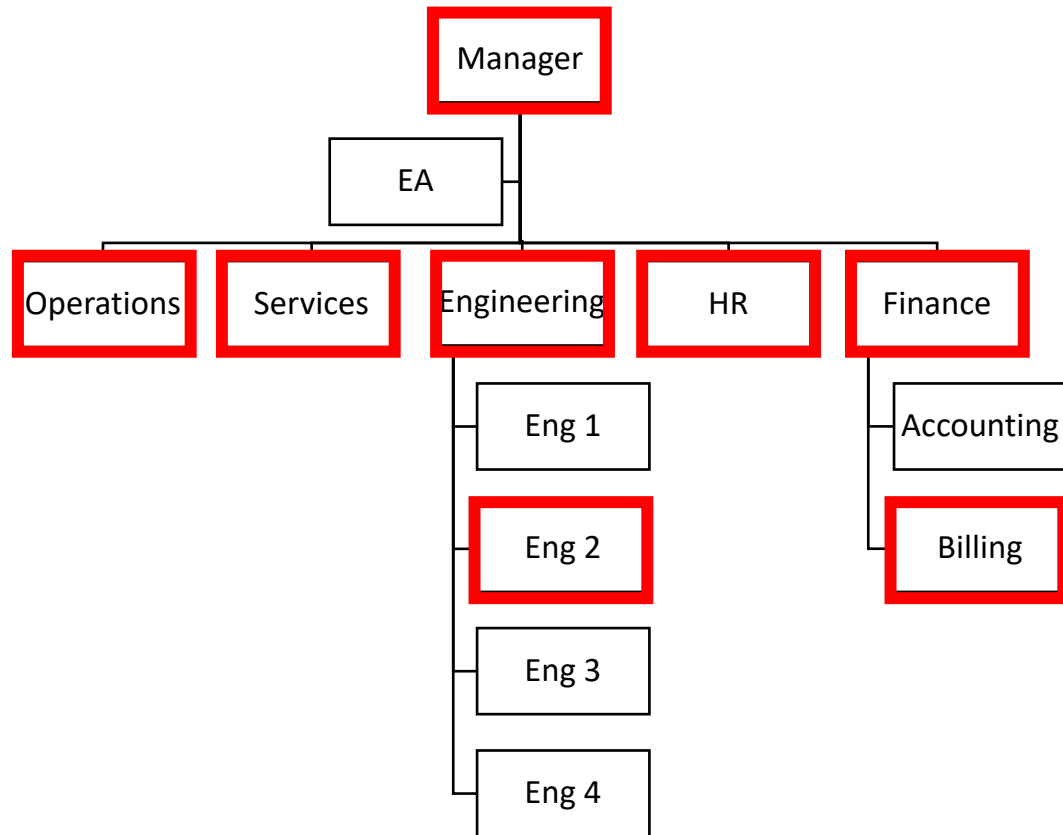 Manager
EA
Operations
Services
Engineering
HR
Finance
Eng 1
Accounting
Eng 2
Billing
Eng 3
Eng 4